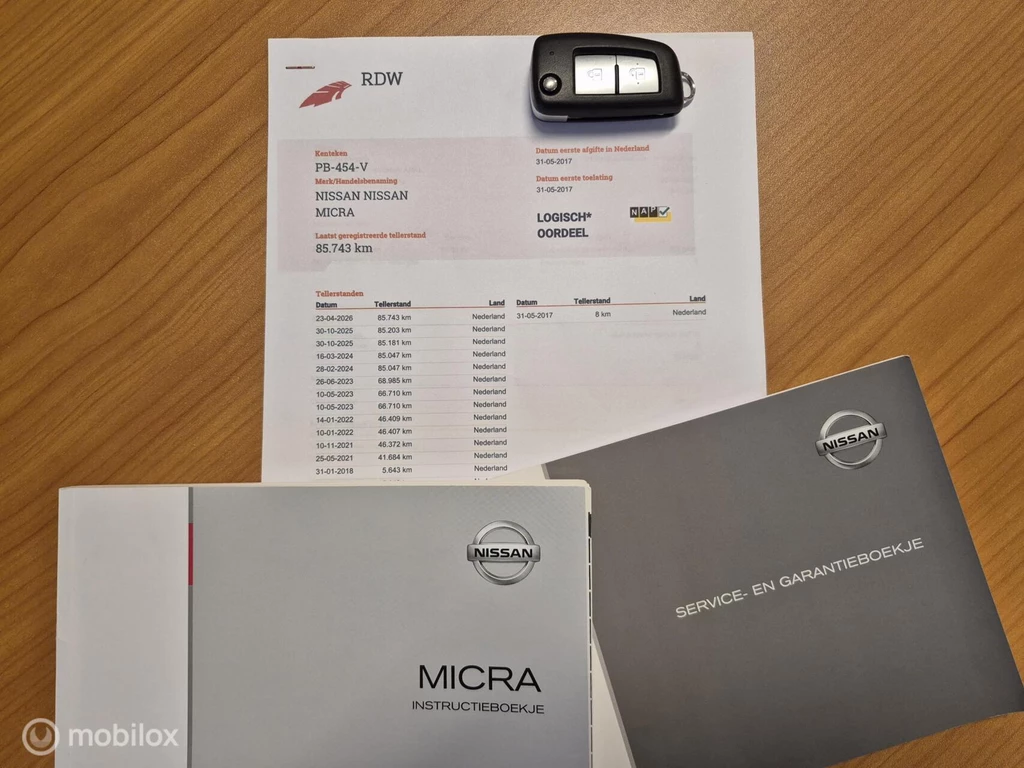 RDW
Kenteken
PB-454-V
Merk/Handelsbenaming
NISSAN NISSAN
MICRA
Laatst geregistreerde tellerstand
85.743 km
Datum eerste afgifte in Nederland
31-05-2017
Datum eerste toelating
31-05-2017
LOGISCH*
OORDEEL
NAP
Tellerstanden
Datum Tellerstand Land Datum Tellerstand Land
23-04-2026 85.743 km Nederland 31-05-2017 8 km Nederland
30-10-2025 85.203 km Nederland
30-10-2025 85.181 km Nederland
16-03-2024 85.047 km Nederland
28-02-2024 85.047 km Nederland
26-06-2023 68.985 km Nederland
10-05-2023 66.710 km Nederland
10-05-2023 66.710 km Nederland
14-01-2022 46.409 km Nederland
10-01-2022 46.407 km Nederland
10-11-2021 46.372 km Nederland
25-05-2021 41.684 km Nederland
31-01-2018 5.643 km Nederland
NISSAN
SERVICE- EN GARANTIEBOEKJE
NISSAN
MICRA
INSTRUCTIEBOEKJE
mobilox